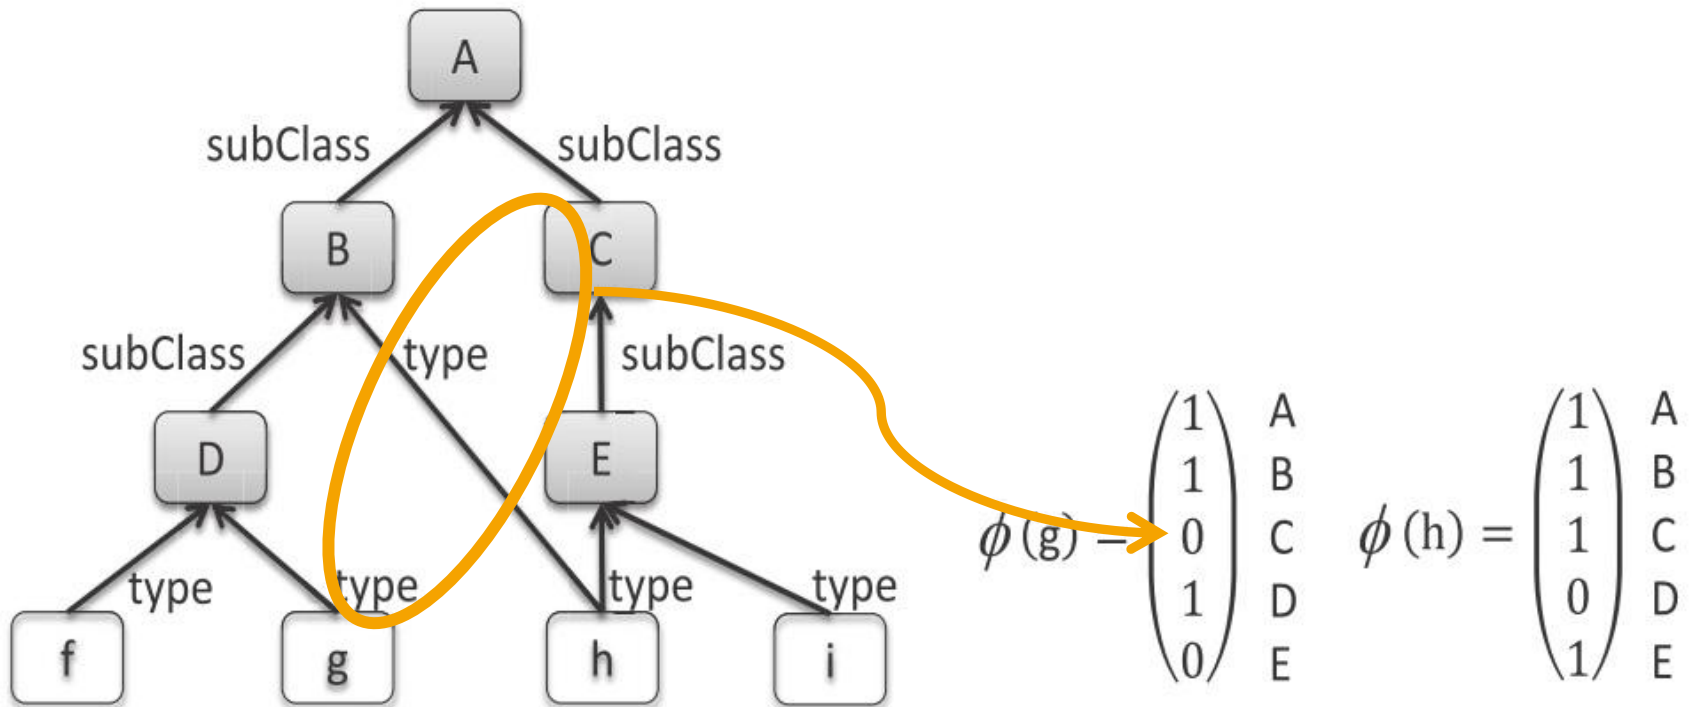 A
subClass subClass
B C
subClass type subClass
D E
type type type type
f g h i
ϕ (g) = ϕ (h) =
1 A 1 A
1 B 1 B
0 C 1 C
1 D 0 D
0 E 1 E